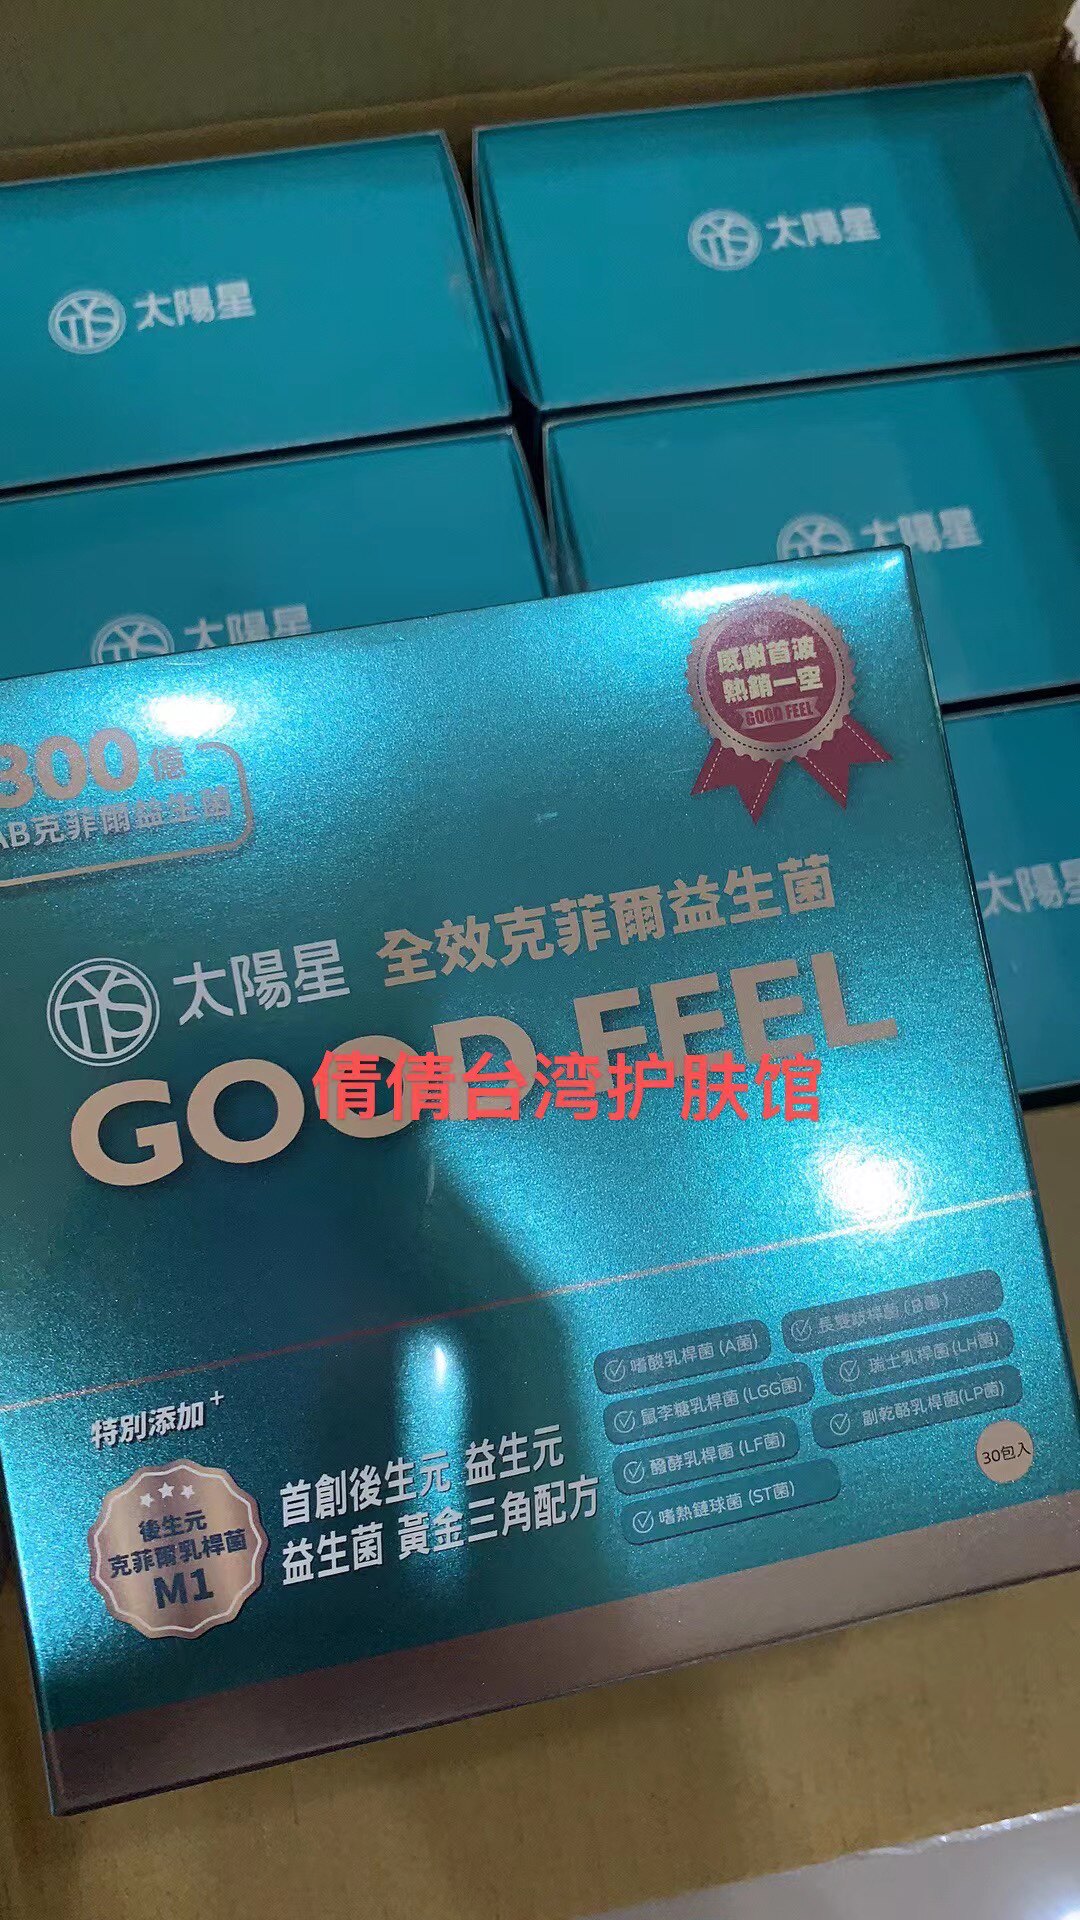 TYS 太陽星
TYS 太陽星
TYS 太陽星
太陽星
太陽星
感謝首波
熱銷一空
GOOD FEEL
300億
AB克菲爾益生菌
TYS 太陽星 全效克菲爾益生菌
GOOD FEEL
倩倩台湾护肤馆
特別添加+
後生元
克菲爾乳桿菌
M1
首創後生元 益生元
益生菌 黃金三角配方
嗜酸乳桿菌 (A菌)
長雙歧桿菌 (B菌)
鼠李糖乳桿菌 (LGG菌)
瑞士乳桿菌 (LH菌)
醱酵乳桿菌 (LF菌)
副乾酪乳桿菌(LP菌)
嗜熱鏈球菌 (ST菌)
30包入